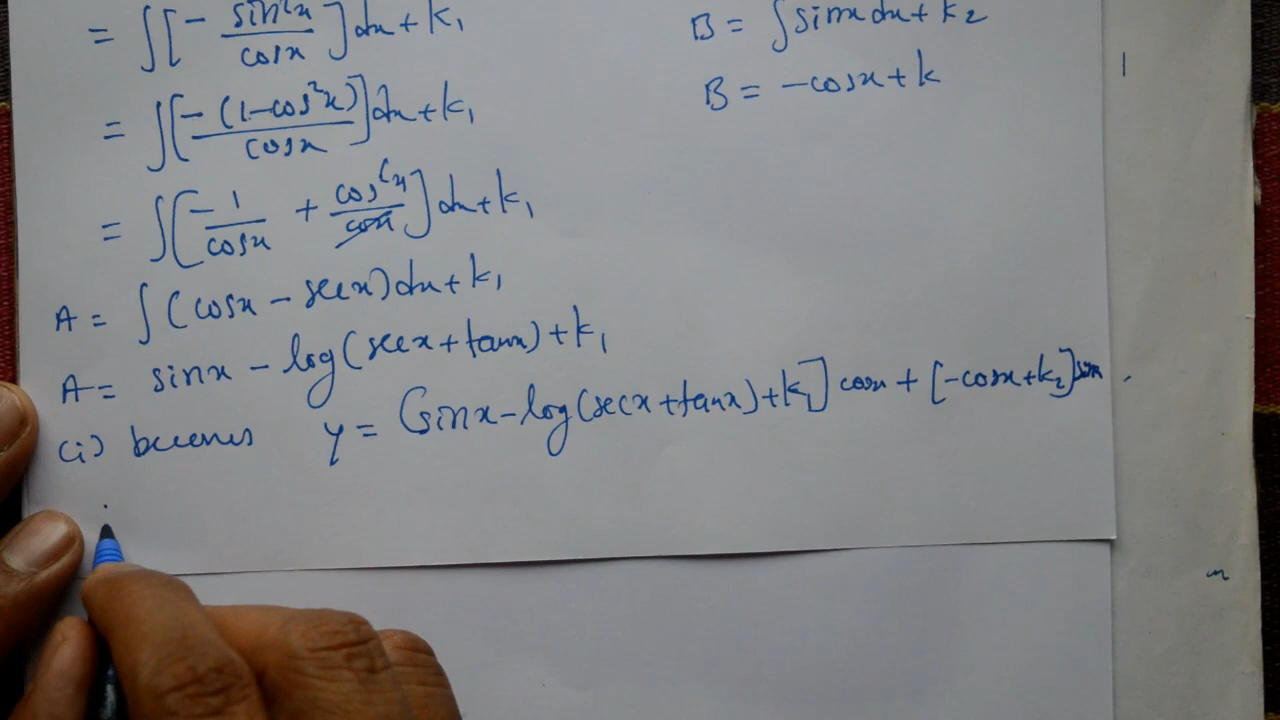 = ∫[- sin²x / cosx] dx + k₁
= ∫[-(1-cos²x) / cosx] dx + k₁
= ∫[-1 / cosx + cos²x / cosx] dx + k₁
A = ∫(cosx - secx) dx + k₁
A = sinx - log(secx + tanx) + k₁
(i) becomes y = (sinx - log(secx + tanx) + k₁] cosx + [-cosx + k₂] sinx .
B = ∫sinx dx + k₂
B = -cosx + k